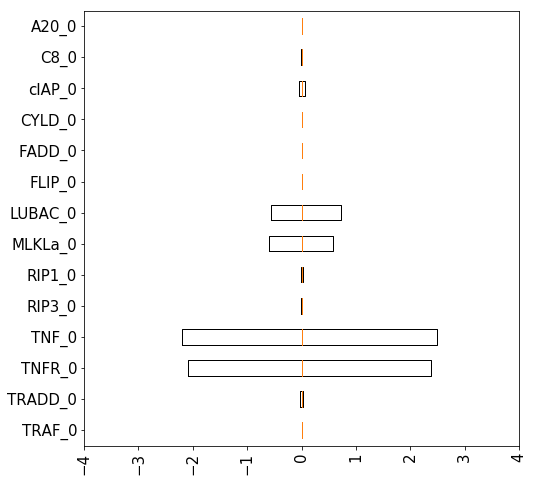 A20_0
C8_0
cIAP_0
CYLD_0
FADD_0
FLIP_0
LUBAC_0
MLKLa_0
RIP1_0
RIP3_0
TNF_0
TNFR_0
TRADD_0
TRAF_0
−4 −3 −2 −1 0 1 2 3 4